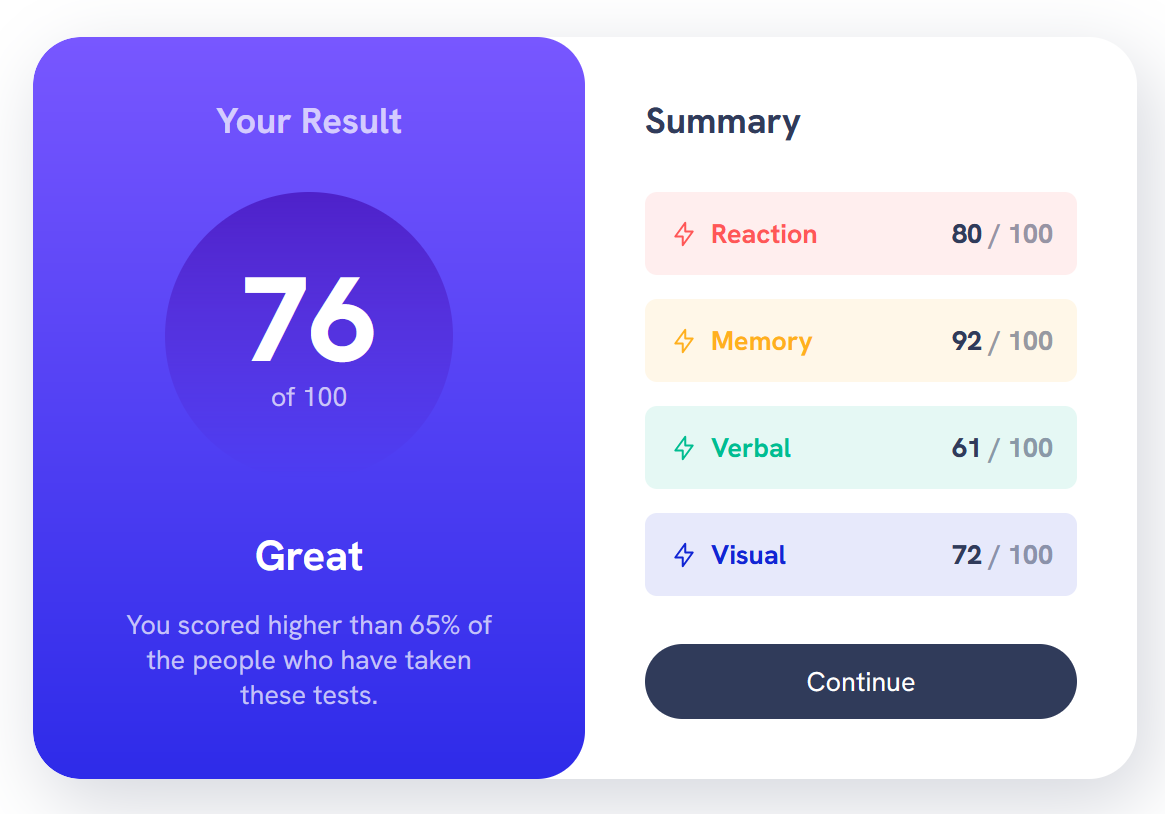 Your Result
76
of 100
Great
You scored higher than 65% of
the people who have taken
these tests.
Summary
Reaction 80 / 100
Memory 92 / 100
Verbal 61 / 100
Visual 72 / 100
Continue